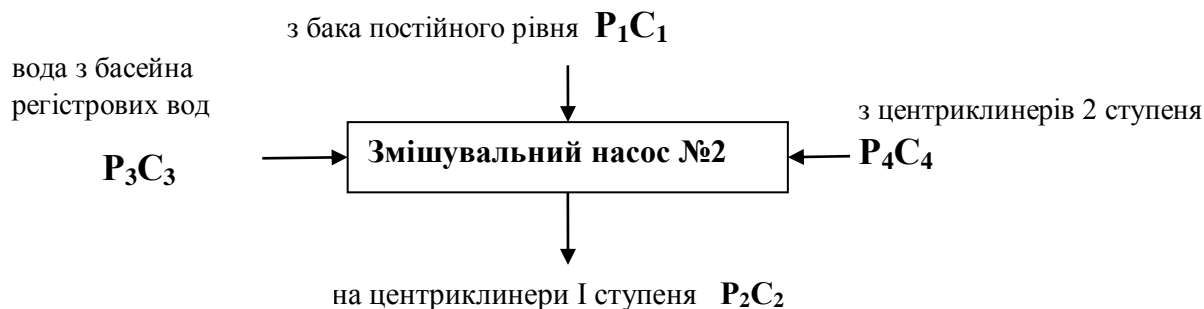 з бака постійного рівня P₁C₁
вода з басейна
регістрових вод
P₃C₃
Змішувальний насос №2
з центриклинерів 2 ступеня
P₄C₄
на центриклинери I ступеня P₂C₂